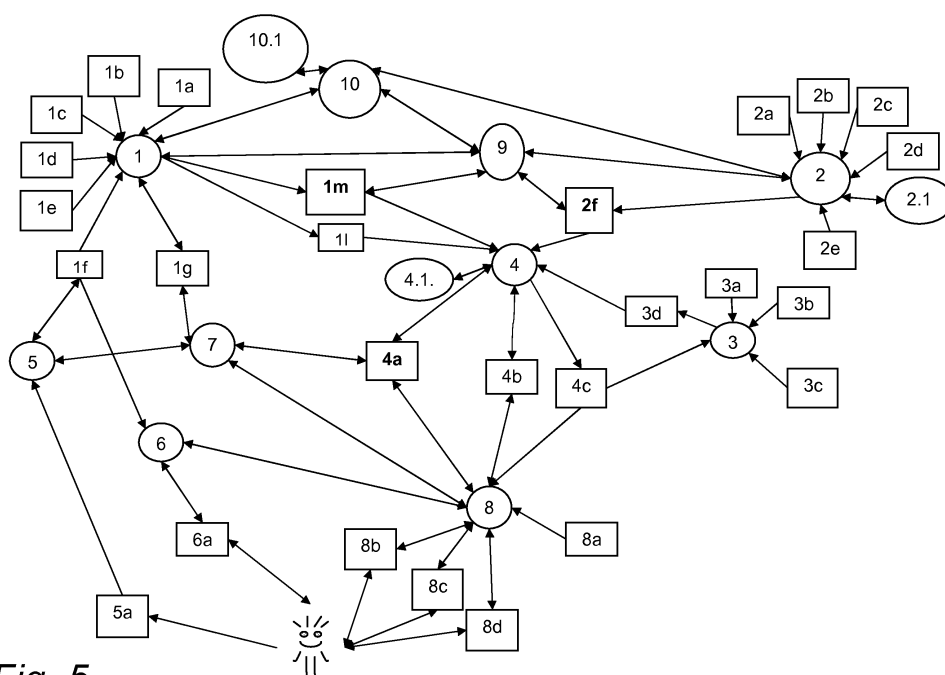 10.1
10
1b
1a
1c
1d
1e
1
9
2a
2b
2c
2d
2
2.1
2e
1m
2f
1l
1f
1g
4
4.1.
3a
3b
3d
3
3c
5
7
4a
4b
4c
6
8
6a
8b
8a
8c
5a
8d
Fig. 5